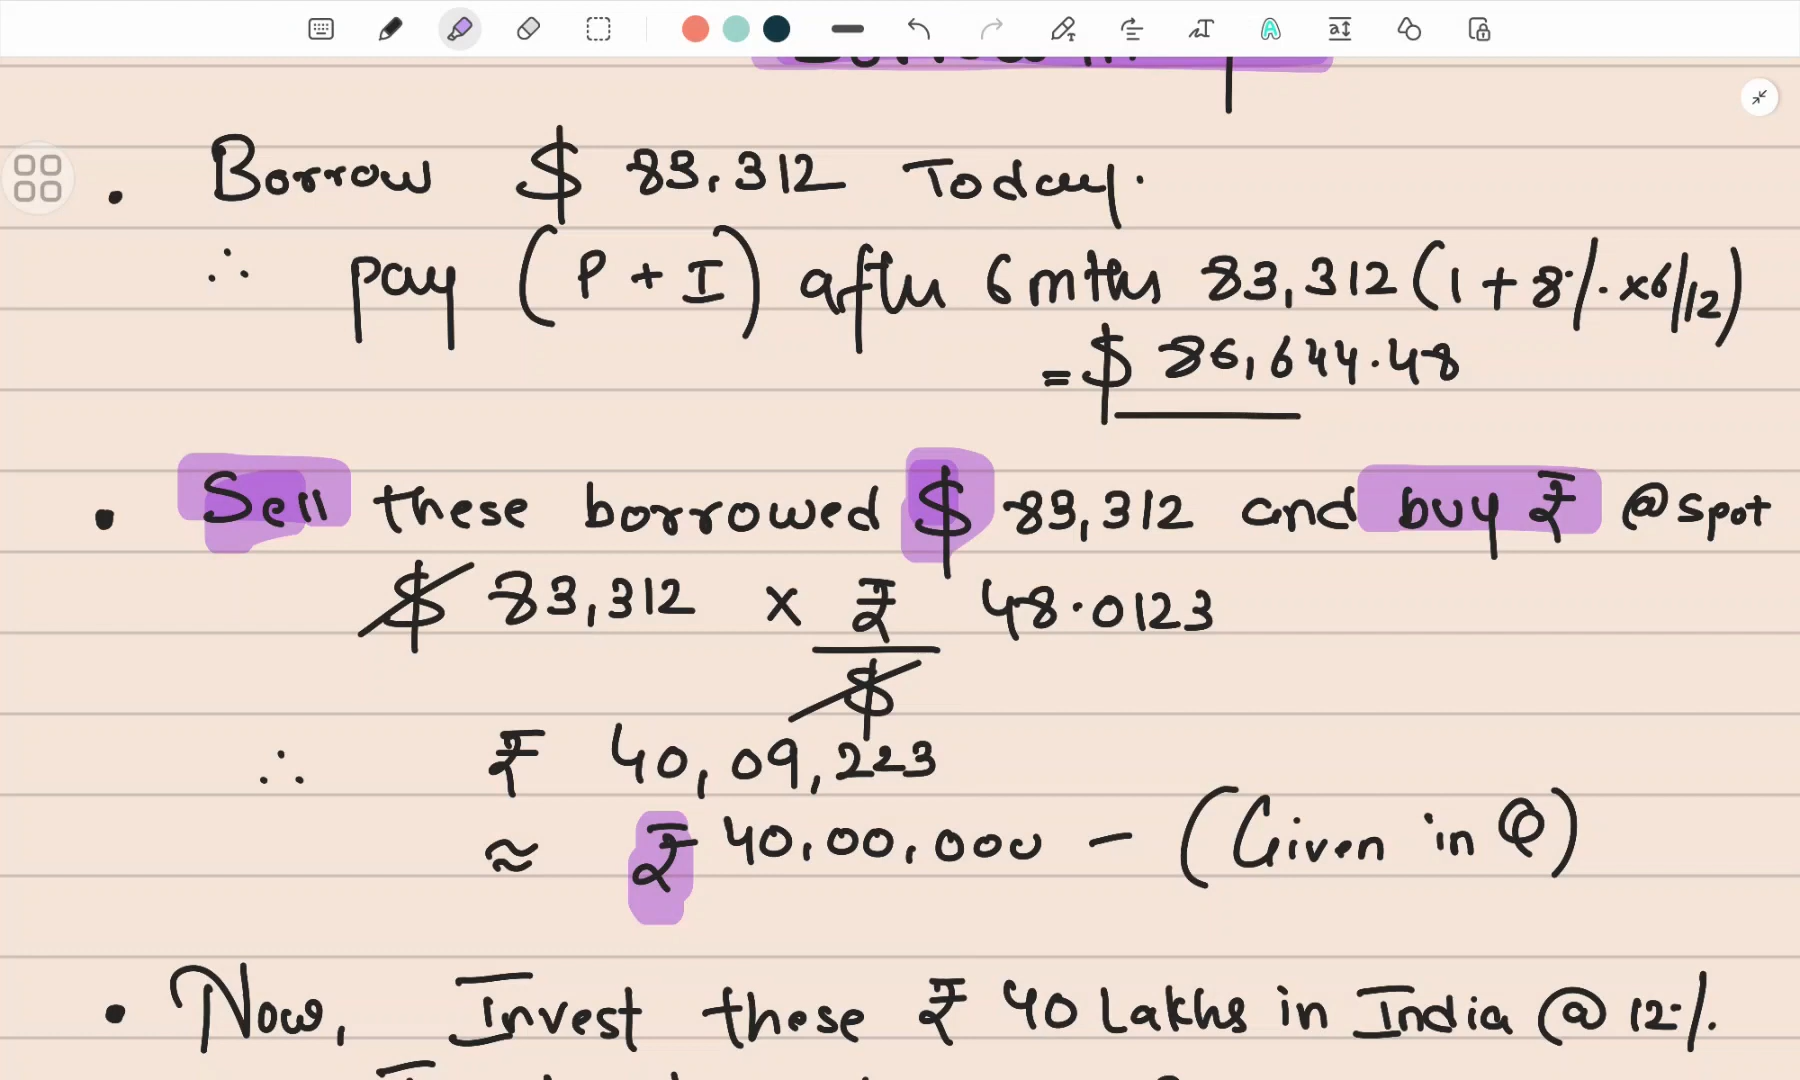 • Borrow $ 83,312 Today.
∴ pay (P + I) after 6 mths 83,312 (1 + 8% × 6/12)
= $ 86,644.48
• Sell these borrowed $ 83,312 and buy ₹ @ spot
$ 83,312 × ₹ 48.0123
$
∴ ₹ 40,09,223
≈ ₹ 40,00,000 – (Given in Q)
• Now, Invest these ₹ 40 Lakhs in India @ 12%.